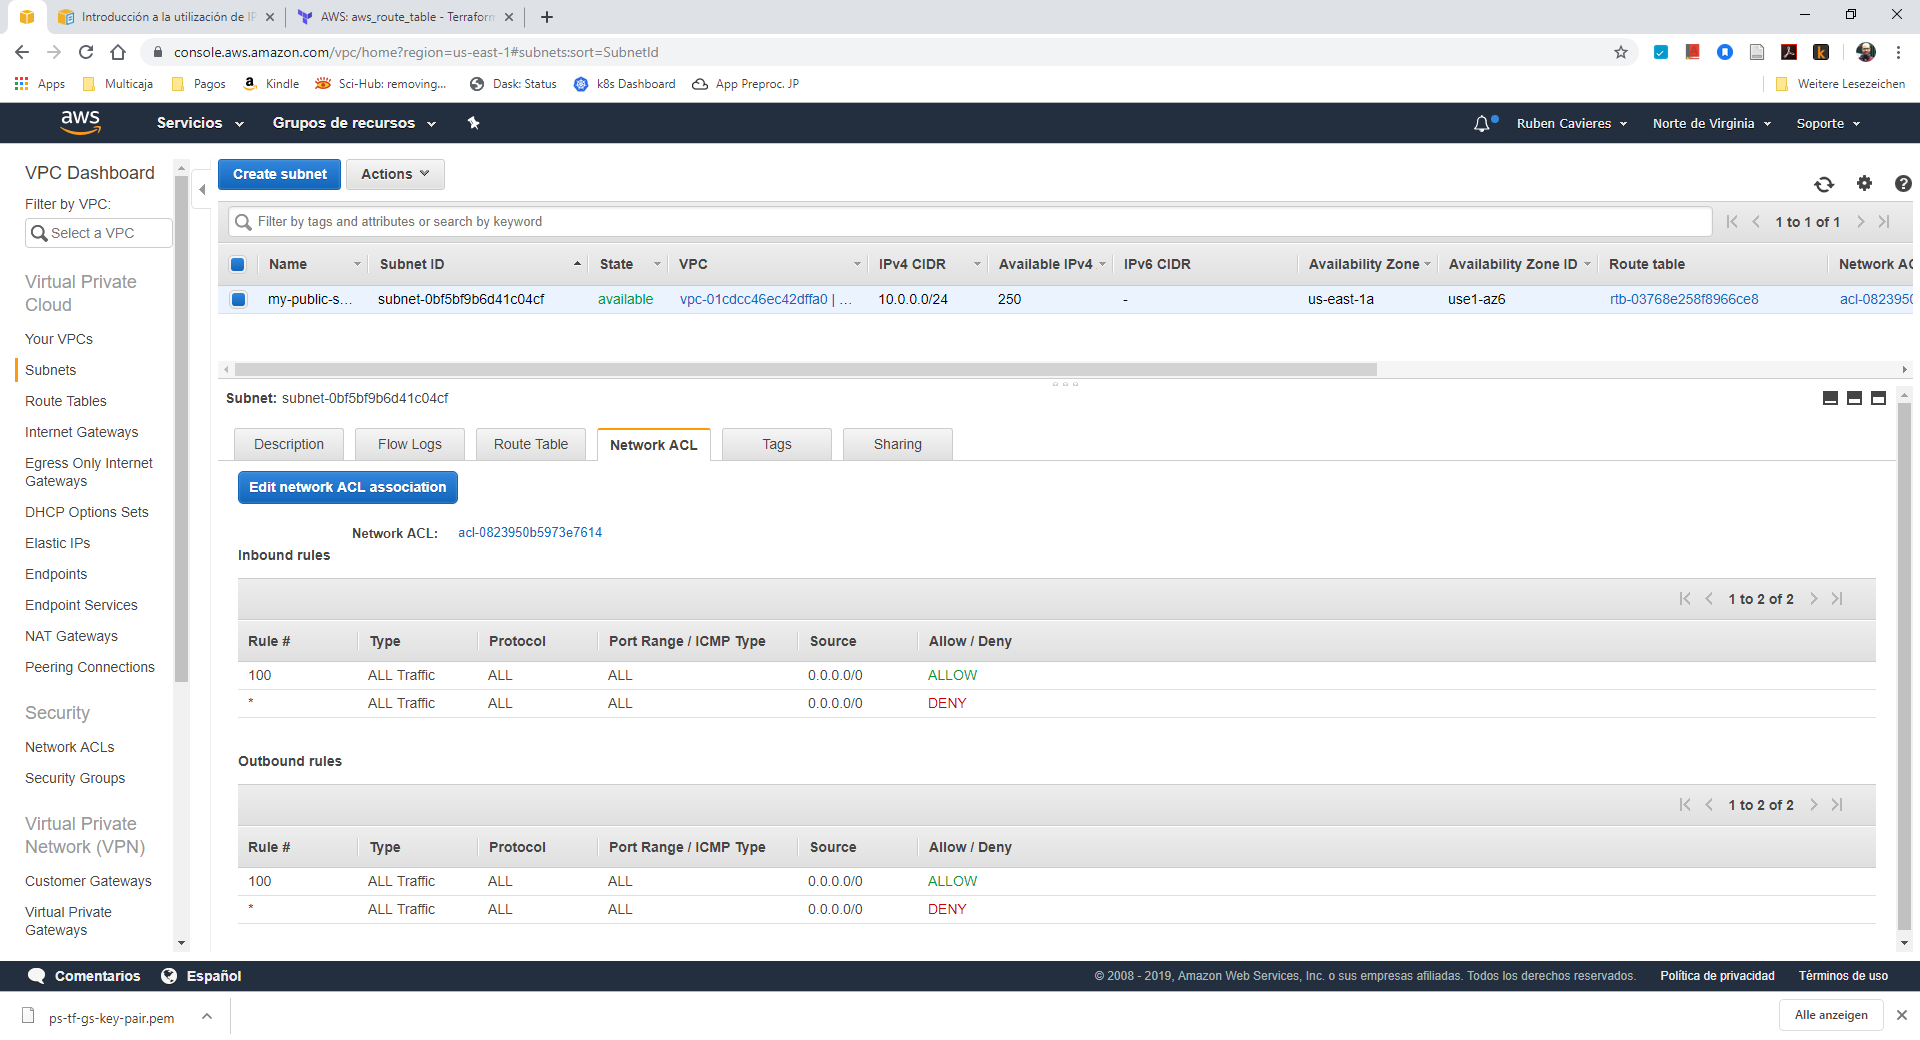 Introducción a la utilización de IP
AWS: aws_route_table - Terraform
console.aws.amazon.com/vpc/home?region=us-east-1#subnets:sort=SubnetId
Apps
Multicaja
Pagos
Kindle
Sci-Hub: removing...
Dask: Status
k8s Dashboard
App Preproc. JP
Weitere Lesezeichen
aws
Servicios
Grupos de recursos
Ruben Cavieres
Norte de Virginia
Soporte
VPC Dashboard
Filter by VPC:
Select a VPC
Virtual Private
Cloud
Your VPCs
Subnets
Route Tables
Internet Gateways
Egress Only Internet
Gateways
DHCP Options Sets
Elastic IPs
Endpoints
Endpoint Services
NAT Gateways
Peering Connections
Security
Network ACLs
Security Groups
Virtual Private
Network (VPN)
Customer Gateways
Virtual Private
Gateways
Create subnet
Actions
Filter by tags and attributes or search by keyword
1 to 1 of 1
Name Subnet ID State VPC IPv4 CIDR Available IPv4 IPv6 CIDR Availability Zone Availability Zone ID Route table Network AC
my-public-s... subnet-0bf5bf9b6d41c04cf available vpc-01cdcc46ec42dffa0 | ... 10.0.0.0/24 250 - us-east-1a use1-az6 rtb-03768e258f8966ce8 acl-0823950
Subnet: subnet-0bf5bf9b6d41c04cf
Description
Flow Logs
Route Table
Network ACL
Tags
Sharing
Edit network ACL association
Network ACL: acl-0823950b5973e7614
Inbound rules
1 to 2 of 2
Rule # Type Protocol Port Range / ICMP Type Source Allow / Deny
100 ALL Traffic ALL ALL 0.0.0.0/0 ALLOW
* ALL Traffic ALL ALL 0.0.0.0/0 DENY
Outbound rules
1 to 2 of 2
Rule # Type Protocol Port Range / ICMP Type Source Allow / Deny
100 ALL Traffic ALL ALL 0.0.0.0/0 ALLOW
* ALL Traffic ALL ALL 0.0.0.0/0 DENY
Comentarios
Español
© 2008 - 2019, Amazon Web Services, Inc. o sus empresas afiliadas. Todos los derechos reservados.
Política de privacidad
Términos de uso
ps-tf-gs-key-pair.pem
Alle anzeigen